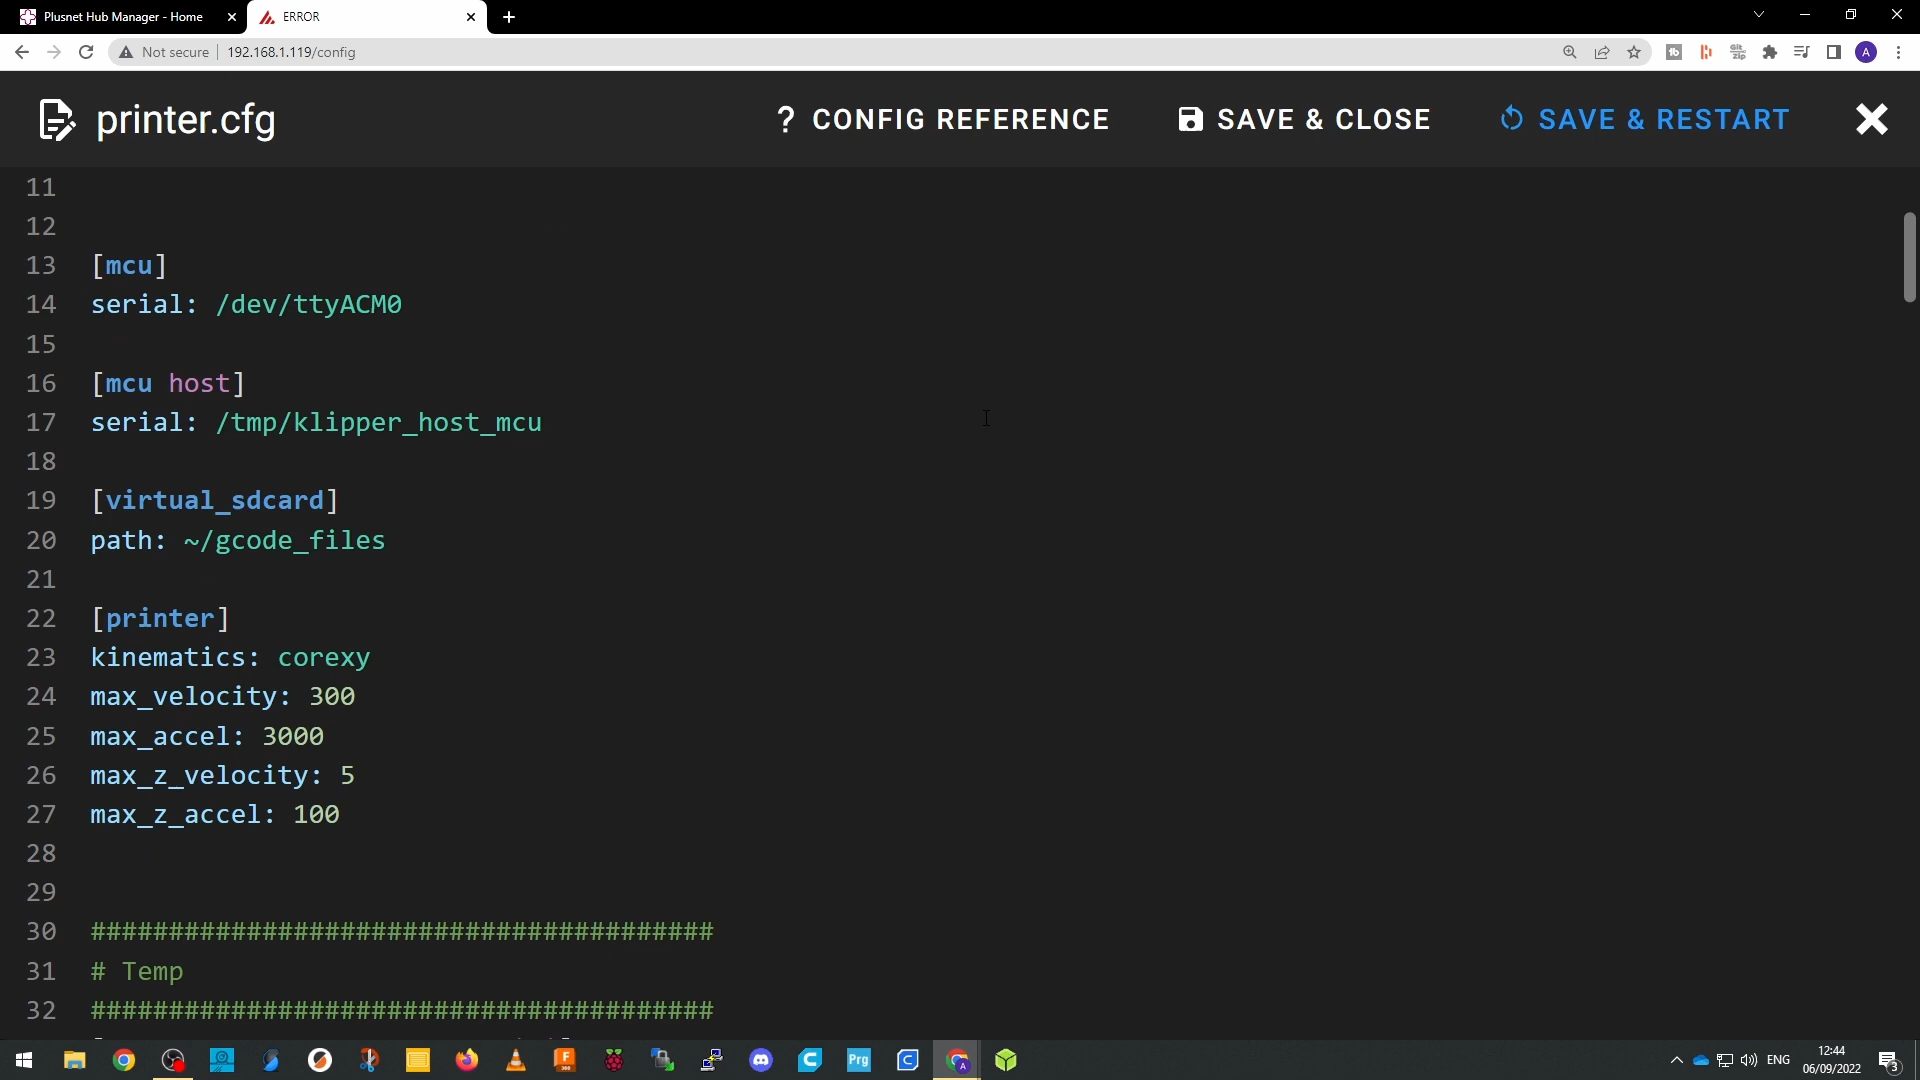 Plusnet Hub Manager - Home
ERROR
Not secure
192.168.1.119/config
printer.cfg
? CONFIG REFERENCE
SAVE & CLOSE
SAVE & RESTART
11
12
13 [mcu]
14 serial: /dev/ttyACM0
15
16 [mcu host]
17 serial: /tmp/klipper_host_mcu
18
19 [virtual_sdcard]
20 path: ~/gcode_files
21
22 [printer]
23 kinematics: corexy
24 max_velocity: 300
25 max_accel: 3000
26 max_z_velocity: 5
27 max_z_accel: 100
28
29
30 ########################################
31 # Temp
32 ########################################
ENG
12:44
06/09/2022
3